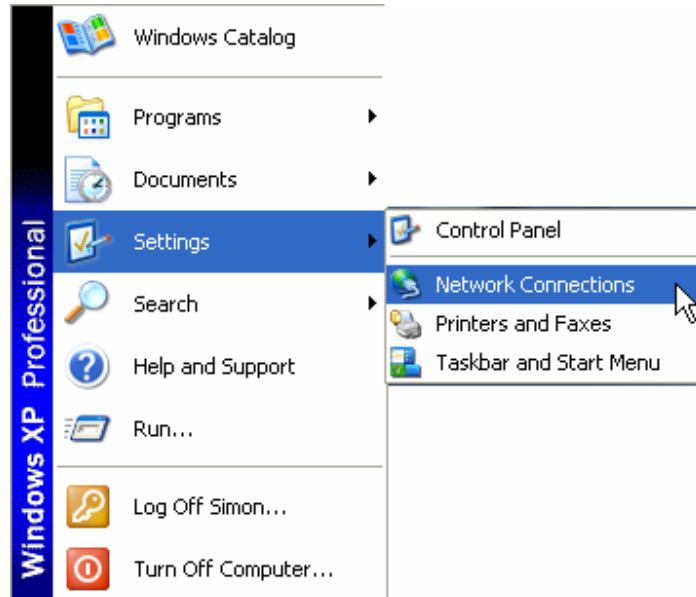 Windows Catalog
Programs
Documents
Settings
Search
Help and Support
Run...
Log Off Simon...
Turn Off Computer...
Control Panel
Network Connections
Printers and Faxes
Taskbar and Start Menu
Windows XP Professional